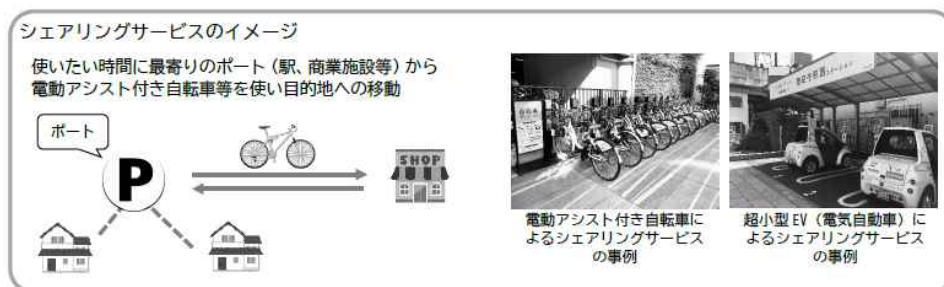 シェアリングサービスのイメージ
使いたい時間に最寄りのポート（駅、商業施設等）から
電動アシスト付き自転車等を使い目的地への移動
ポート
P
SHOP
電動アシスト付き自転車に
よるシェアリングサービス
の事例
超小型EV（電気自動車）に
よるシェアリングサービス
の事例